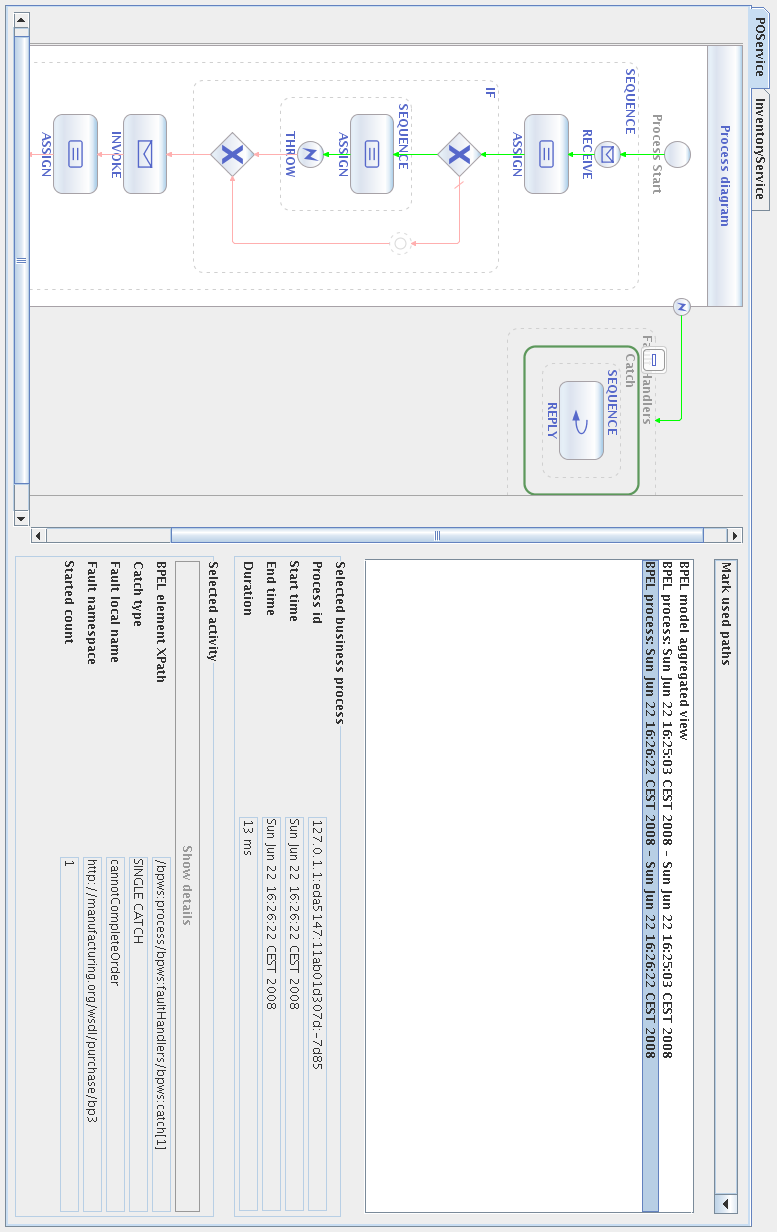 POService
InventoryService
Process diagram
Process Start
SEQUENCE
RECEIVE
ASSIGN
IF
SEQUENCE
ASSIGN
THROW
INVOKE
ASSIGN
Handlers
Catch
SEQUENCE
REPLY
Mark used paths
BPEL model aggregated view
BPEL process: Sun Jun 22 16:25:03 CEST 2008 - Sun Jun 22 16:25:03 CEST 2008
BPEL process: Sun Jun 22 16:26:22 CEST 2008 - Sun Jun 22 16:26:22 CEST 2008
Selected business process
Process id 127.0.1.1:eda5147:11ab01d307d:-7d85
Start time Sun Jun 22 16:26:22 CEST 2008
End time Sun Jun 22 16:26:22 CEST 2008
Duration 13 ms
Selected activity
Show details
BPEL element XPath /bpws:process/bpws:faultHandlers/bpws:catch[1]
Catch type SINGLE CATCH
Fault local name cannotCompleteOrder
Fault namespace http://manufacturing.org/wsdl/purchase/bp3
Started count 1